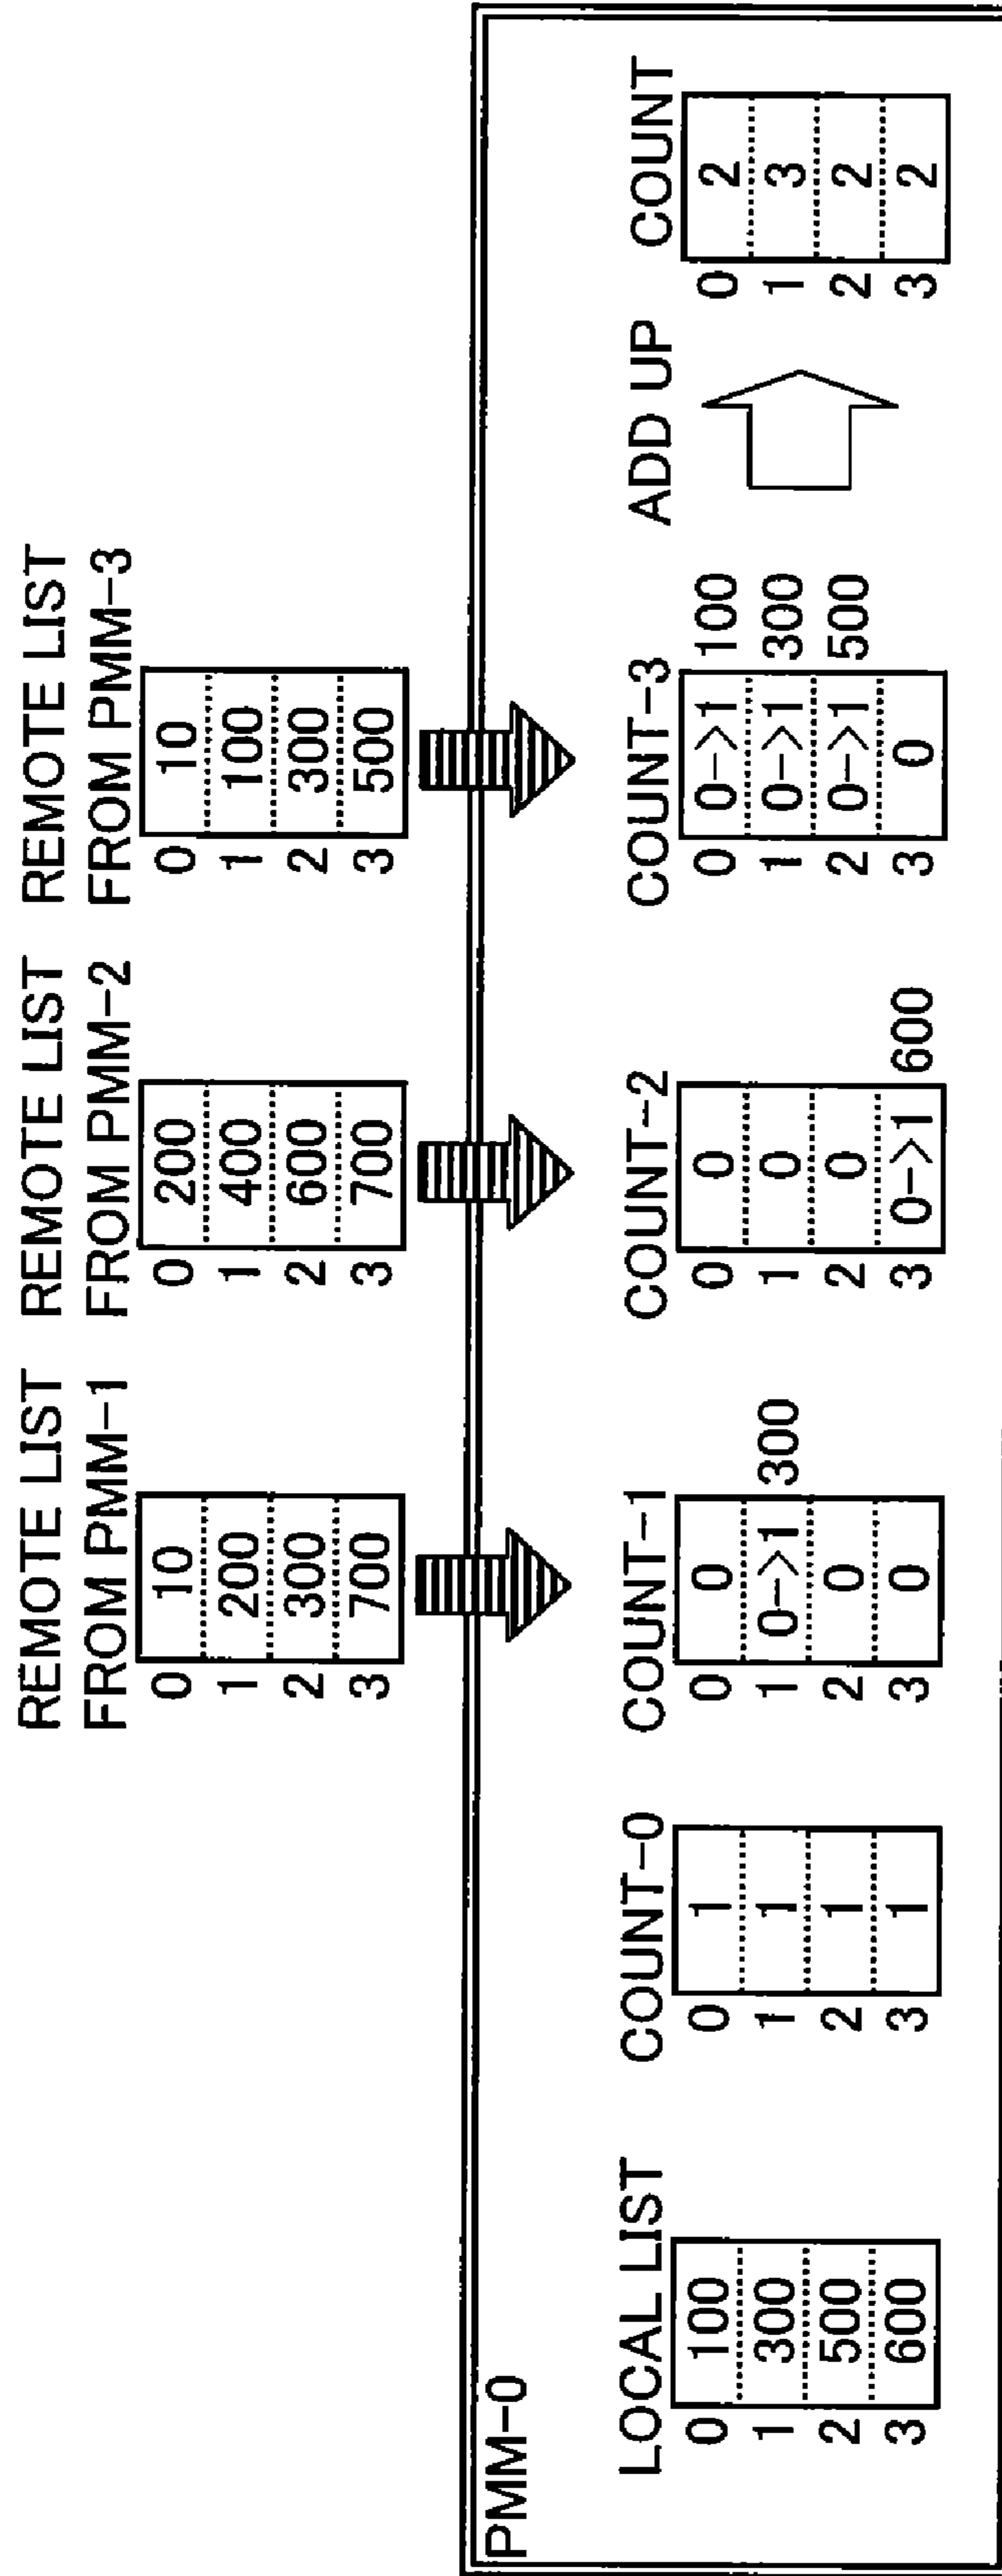 REMOTE LIST REMOTE LIST REMOTE LIST
FROM PMM-1 FROM PMM-2 FROM PMM-3
0 10 0 200 0 10
1 200 1 400 1 100
2 300 2 600 2 300
3 700 3 700 3 500
PMM-0
LOCAL LIST COUNT-0 COUNT-1 COUNT-2 COUNT-3 ADD UP COUNT
0 100 0 1 0 0 0 0 0 0->1 100 0 2
1 300 1 1 1 0->1 300 1 0 1 0->1 300 1 3
2 500 2 1 2 0 2 0 2 0->1 500 2 2
3 600 3 1 3 0 3 0->1 600 3 0 3 2